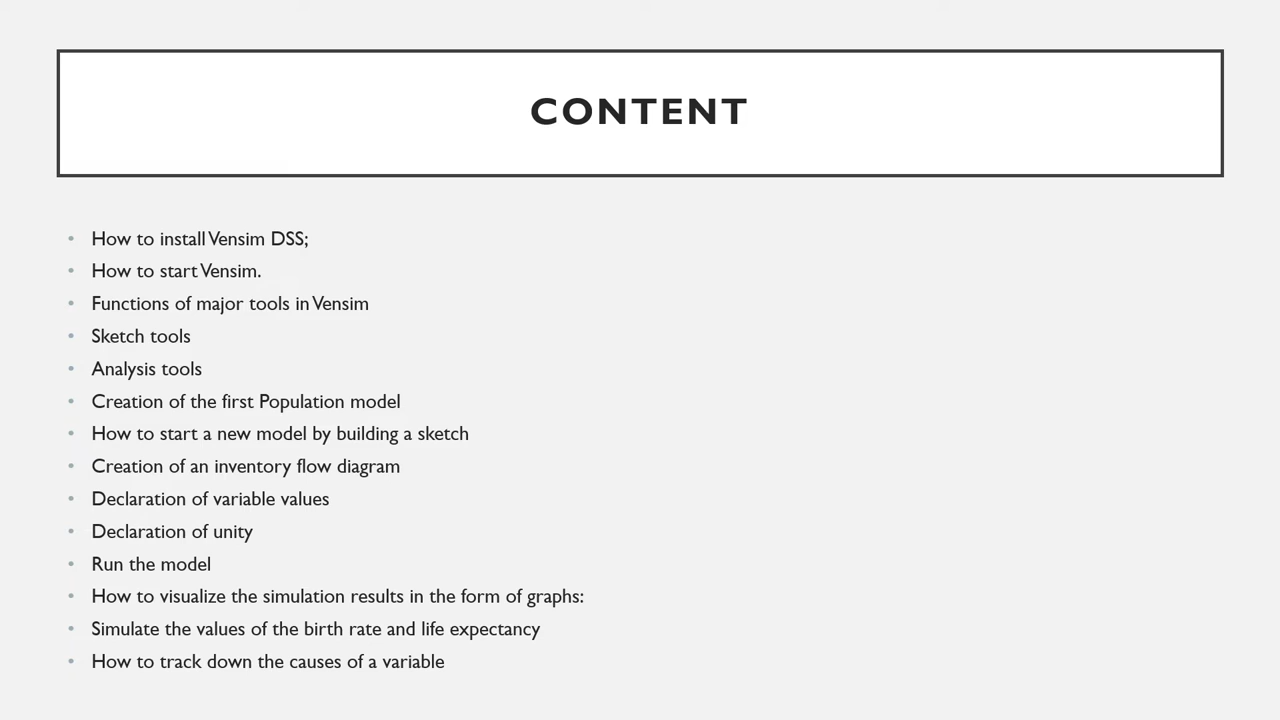 CONTENT
• How to install Vensim DSS;
• How to start Vensim.
• Functions of major tools in Vensim
• Sketch tools
• Analysis tools
• Creation of the first Population model
• How to start a new model by building a sketch
• Creation of an inventory flow diagram
• Declaration of variable values
• Declaration of unity
• Run the model
• How to visualize the simulation results in the form of graphs:
• Simulate the values of the birth rate and life expectancy
• How to track down the causes of a variable